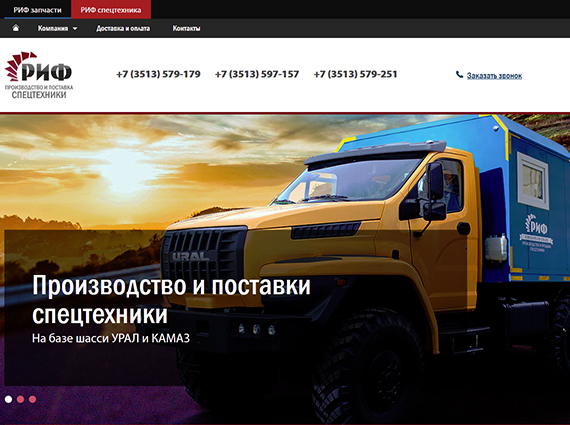 РИФ запчасти РИФ спецтехника
Компания Доставка и оплата Контакты
РИФ
ПРОИЗВОДСТВО И ПОСТАВКА
СПЕЦТЕХНИКИ
+7 (3513) 579-179 +7 (3513) 597-157 +7 (3513) 579-251
Заказать звонок
РИФ
URAL
Производство и поставки
спецтехники
На базе шасси УРАЛ и КАМАЗ